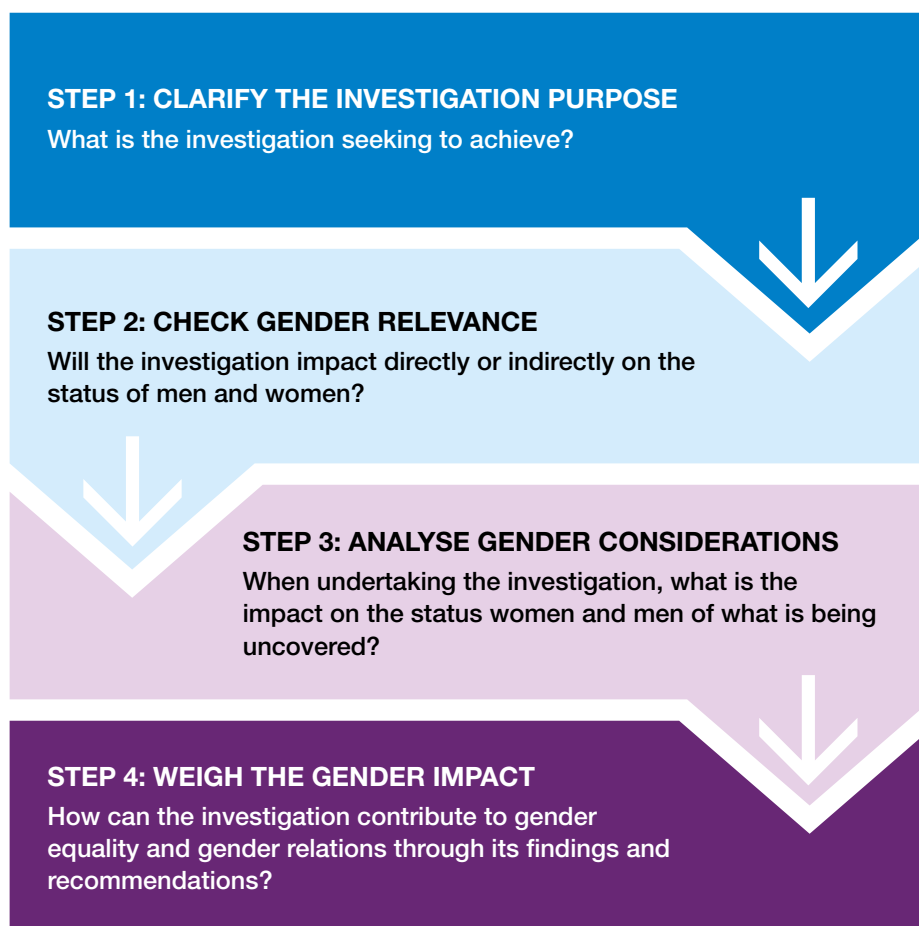 STEP 1: CLARIFY THE INVESTIGATION PURPOSE
What is the investigation seeking to achieve?
STEP 2: CHECK GENDER RELEVANCE
Will the investigation impact directly or indirectly on the
status of men and women?
STEP 3: ANALYSE GENDER CONSIDERATIONS
When undertaking the investigation, what is the
impact on the status women and men of what is being
uncovered?
STEP 4: WEIGH THE GENDER IMPACT
How can the investigation contribute to gender
equality and gender relations through its findings and
recommendations?